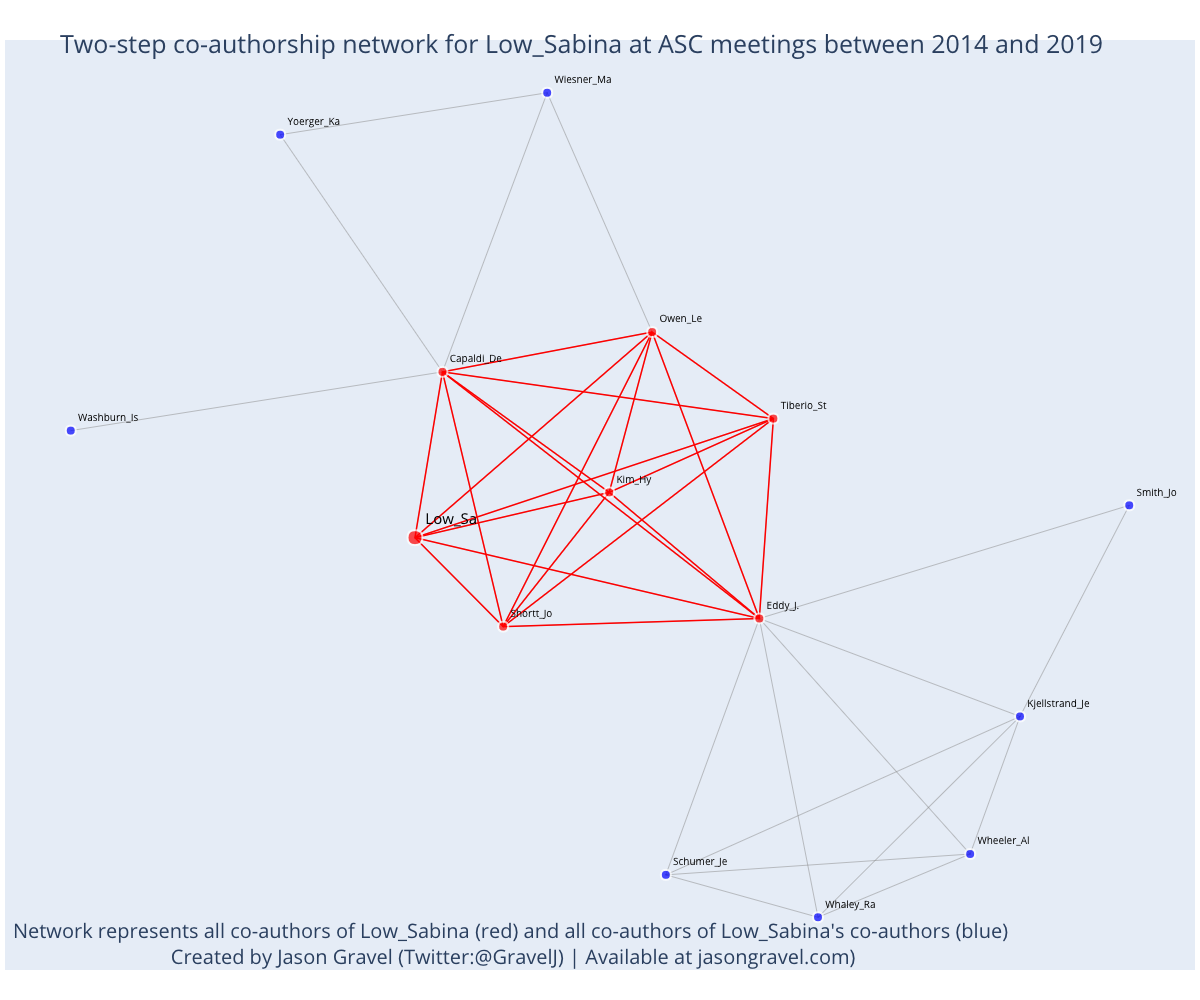 Two-step co-authorship network for Low_Sabina at ASC meetings between 2014 and 2019
Wiesner_Ma
Yoerger_Ka
Owen_Le
Capaldi_De
Tiberio_St
Washburn_Is
Kim_Hy
Smith_Jo
Low_Sa
Eddy_J.
Shortt_Jo
Kjellstrand_Je
Wheeler_Al
Schumer_Je
Whaley_Ra
Network represents all co-authors of Low_Sabina (red) and all co-authors of Low_Sabina's co-authors (blue)
Created by Jason Gravel (Twitter:@GravelJ) | Available at jasongravel.com)